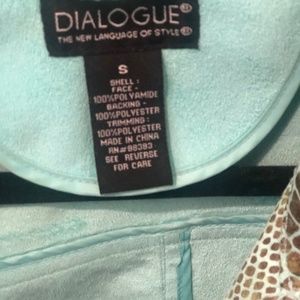 DIALOGUE®
THE NEW LANGUAGE OF STYLE®
S
SHELL:
FACE -
100%POLYAMIDE
BACKING -
100%POLYESTER
TRIMMING:
100%POLYESTER
MADE IN CHINA
RN#98383
SEE REVERSE
FOR CARE